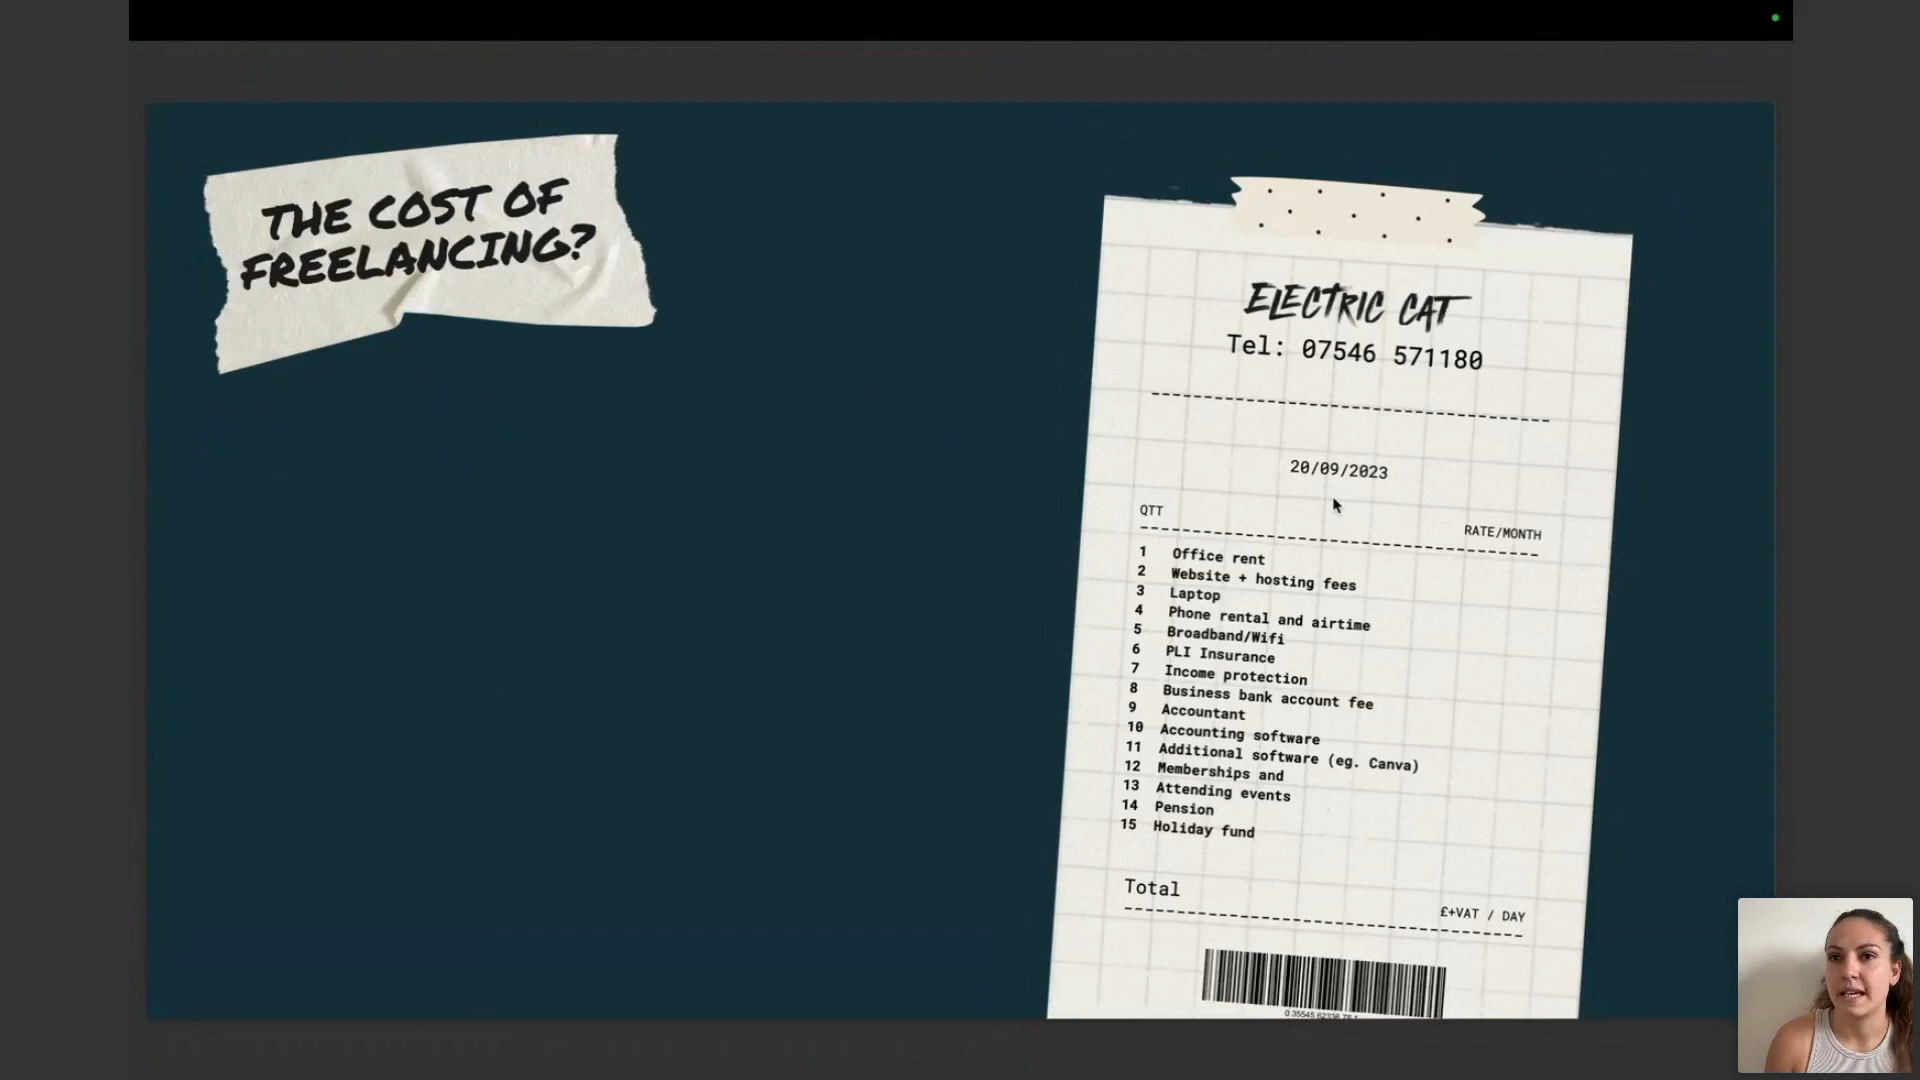 THE COST OF
FREELANCING?
ELECTRIC CAT
Tel: 07546 571180
20/09/2023
QTT RATE/MONTH
1 Office rent
2 Website + hosting fees
3 Laptop
4 Phone rental and airtime
5 Broadband/Wifi
6 PLI Insurance
7 Income protection
8 Business bank account fee
9 Accountant
10 Accounting software
11 Additional software (eg. Canva)
12 Memberships and
13 Attending events
14 Pension
15 Holiday fund
Total £+VAT / DAY